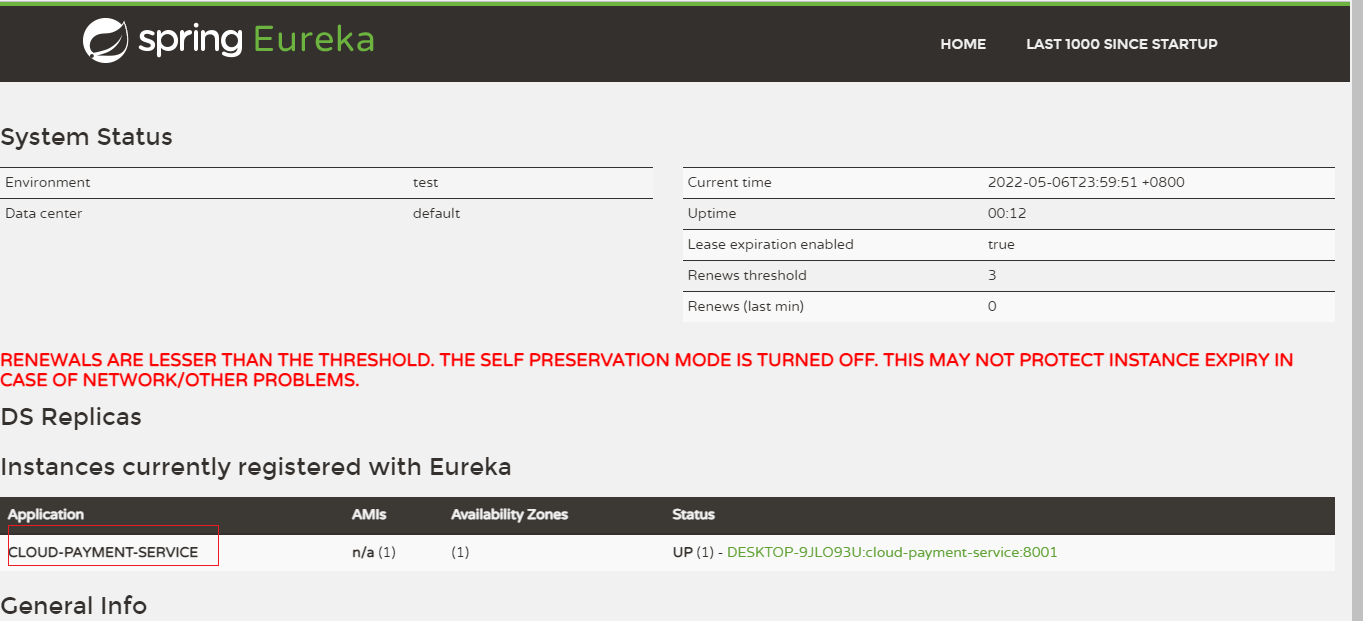 spring Eureka
HOME LAST 1000 SINCE STARTUP
System Status
Environment test
Data center default
Current time 2022-05-06T23:59:51 +0800
Uptime 00:12
Lease expiration enabled true
Renews threshold 3
Renews (last min) 0
RENEWALS ARE LESSER THAN THE THRESHOLD. THE SELF PRESERVATION MODE IS TURNED OFF. THIS MAY NOT PROTECT INSTANCE EXPIRY IN
CASE OF NETWORK/OTHER PROBLEMS.
DS Replicas
Instances currently registered with Eureka
Application AMIs Availability Zones Status
CLOUD-PAYMENT-SERVICE n/a (1) (1) UP (1) - DESKTOP-9JLO93U:cloud-payment-service:8001
General Info